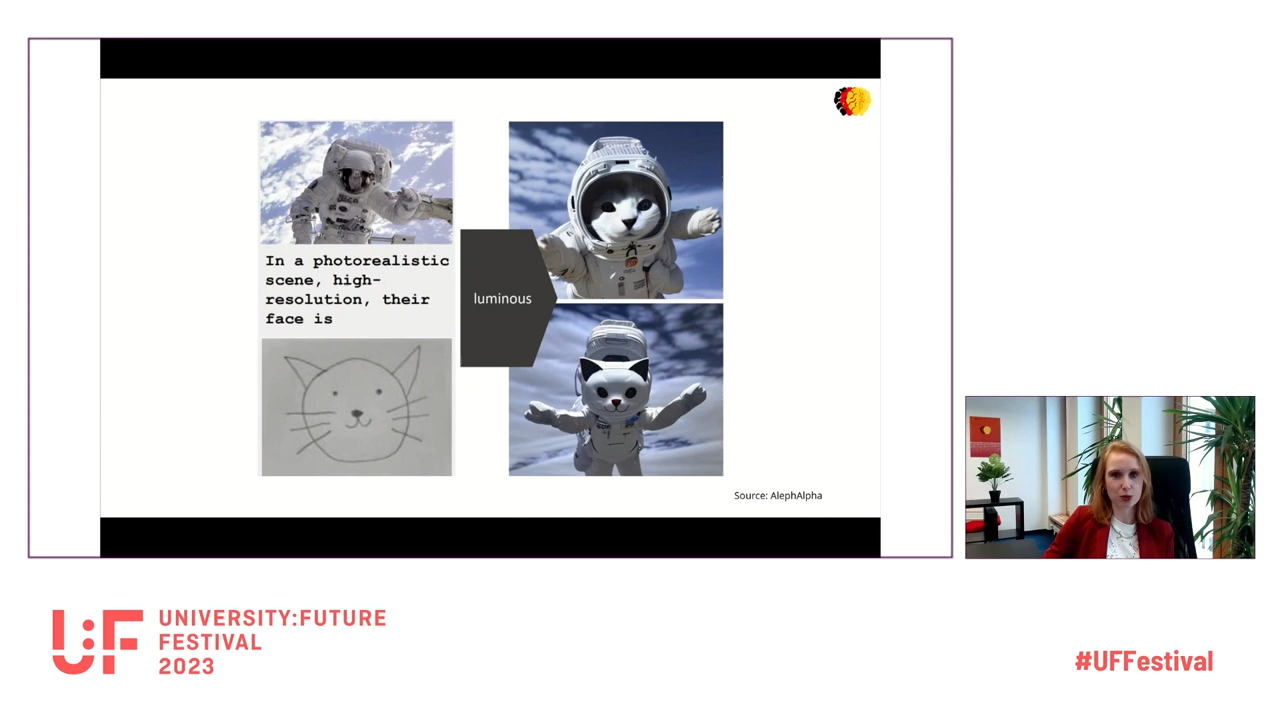 In a photorealistic
scene, high-
resolution, their
face is
luminous
Source: AlephAlpha
U:F
UNIVERSITY:FUTURE
FESTIVAL
2023
#UFFestival